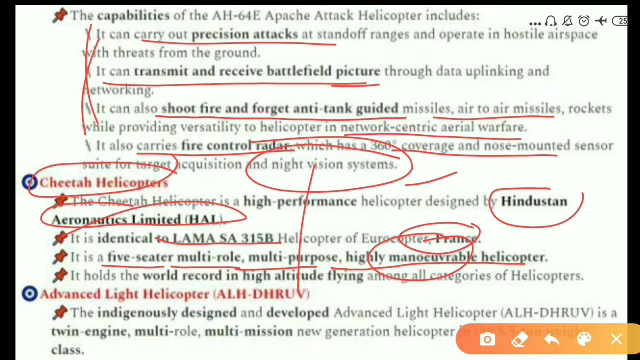 The capabilities of the AH-64E Apache Attack Helicopter includes:
\ It can carry out precision attacks at standoff ranges and operate in hostile airspace
with threats from the ground.
\ It can transmit and receive battlefield picture through data uplinking and
networking.
\ It can also shoot fire and forget anti-tank guided missiles, air to air missiles, rockets
while providing versatility to helicopter in network-centric aerial warfare.
\ It also carries fire control radar which has a 360° coverage and nose-mounted sensor
suite for target acquisition and night vision systems.
Cheetah Helicopters
The Cheetah Helicopter is a high-performance helicopter designed by Hindustan
Aeronautics Limited (HAL).
It is identical to LAMA SA 315B Helicopter of Eurocopter, France.
It is a five-seater multi-role, multi-purpose, highly manoeuvrable helicopter.
It holds the world record in high altitude flying among all categories of Helicopters.
Advanced Light Helicopter (ALH-DHRUV)
The indigenously designed and developed Advanced Light Helicopter (ALH-DHRUV) is a
twin-engine, multi-role, multi-mission new generation helicopter in the
class.
25